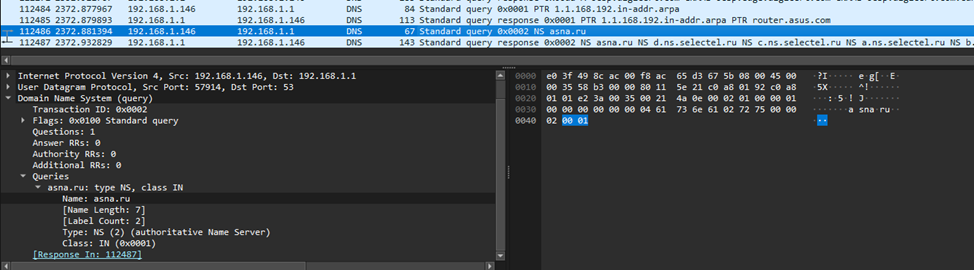 112484 2372.877967 192.168.1.146 192.168.1.1 DNS 84 Standard query 0x0001 PTR 1.1.168.192.in-addr.arpa
112485 2372.879893 192.168.1.1 192.168.1.146 DNS 113 Standard query response 0x0001 PTR 1.1.168.192.in-addr.arpa PTR router.asus.com
112486 2372.881394 192.168.1.146 192.168.1.1 DNS 67 Standard query 0x0002 NS asna.ru
112487 2372.932829 192.168.1.1 192.168.1.146 DNS 143 Standard query response 0x0002 NS asna.ru NS d.ns.selectel.ru NS c.ns.selectel.ru NS a.ns.selectel.ru NS b.
Internet Protocol Version 4, Src: 192.168.1.146, Dst: 192.168.1.1
User Datagram Protocol, Src Port: 57914, Dst Port: 53
Domain Name System (query)
Transaction ID: 0x0002
Flags: 0x0100 Standard query
Questions: 1
Answer RRs: 0
Authority RRs: 0
Additional RRs: 0
Queries
asna.ru: type NS, class IN
Name: asna.ru
[Name Length: 7]
[Label Count: 2]
Type: NS (2) (authoritative Name Server)
Class: IN (0x0001)
[Response In: 112487]
0000 e0 3f 49 8c ac 00 f8 ac 65 d3 67 5b 08 00 45 00 ·?I····· e·g[··E·
0010 00 35 58 b3 00 00 80 11 5e 21 c0 a8 01 92 c0 a8 ·5X····· ^!······
0020 01 01 e2 3a 00 35 00 21 4a 0e 00 02 01 00 00 01 ···:·5·! J·······
0030 00 00 00 00 00 00 04 61 73 6e 61 02 72 75 00 00 ·······a sna·ru··
0040 02 00 01 ···